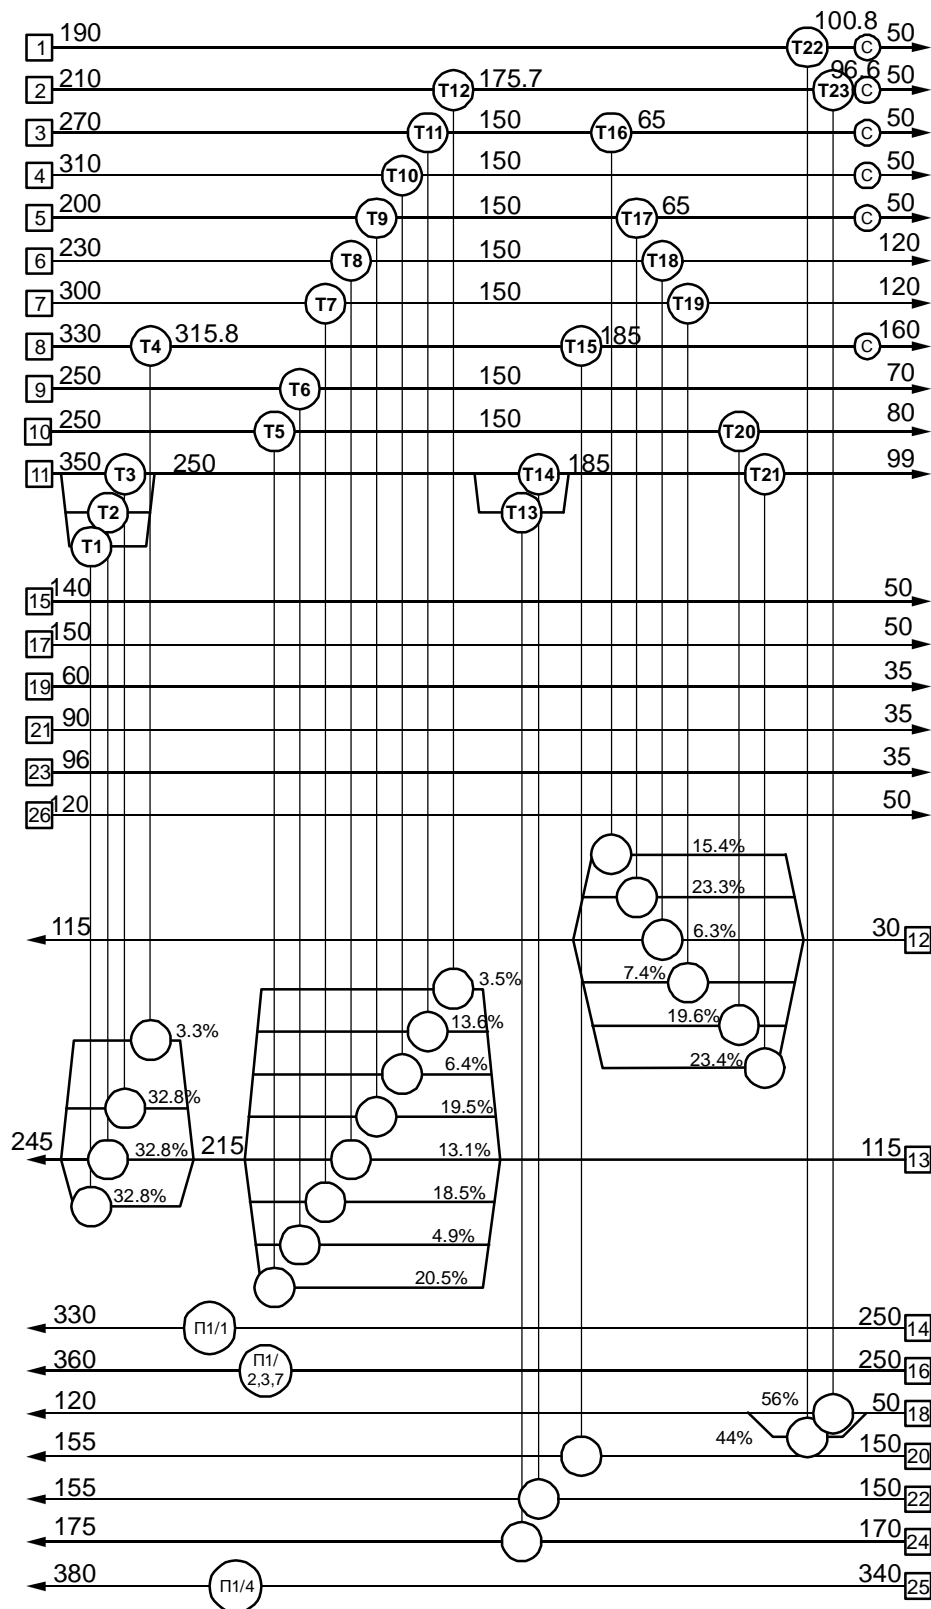 1 190 T22 100.8 C 50
2 210 T12 175.7 T23 96.6 C 50
3 270 T11 150 T16 65 C 50
4 310 T10 150 C 50
5 200 T9 150 T17 65 C 50
6 230 T8 150 T18 120
7 300 T7 150 T19 120
8 330 T4 315.8 T15 185 C 160
9 250 T6 150 70
10 250 T5 150 T20 80
11 350 T3 250 T14 185 T21 99
T2 T13
T1
15 140 50
17 150 50
19 60 35
21 90 35
23 96 35
26 120 50
15.4%
23.3%
115 6.3% 30 12
3.5% 7.4%
3.3% 13.6% 19.6%
6.4% 23.4%
32.8% 19.5%
245 32.8% 215 13.1% 115 13
32.8% 18.5%
4.9%
20.5%
330 П1/1 250 14
360 П1/ 250 16
2,3,7
120 56% 50 18
44%
155 150 20
155 150 22
175 170 24
380 П1/4 340 25